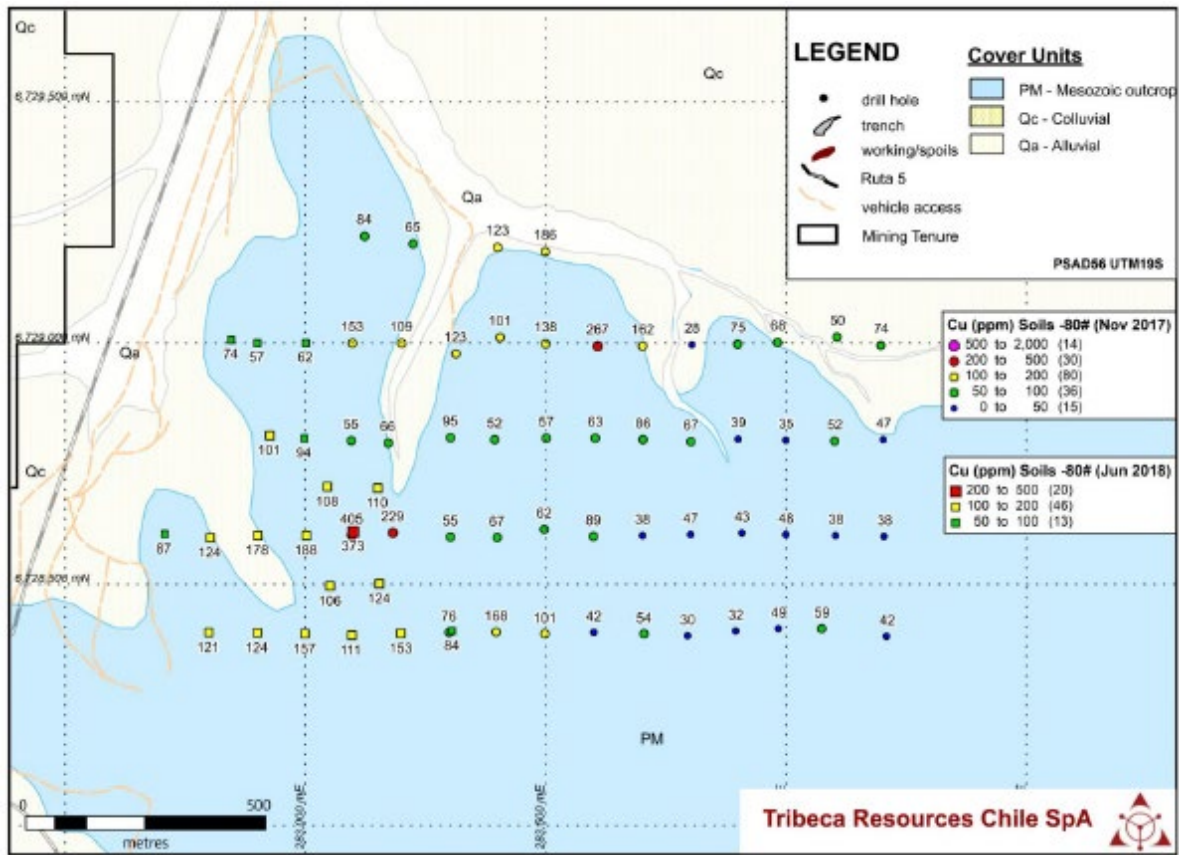 Qc
Qc
LEGEND
drill hole
trench
working/spoils
Ruta 5
vehicle access
Mining Tenure
Cover Units
PM - Mesozoic outcrop
Qc - Colluvial
Qa - Alluvial
PSAD56 UTM19S
6,729,500 mN
Qa
84
65
123
186
6,729,000 mN
Qa
74
57
62
153
109
123
101
138
267
162
28
75
68
50
74
Cu (ppm) Soils -80# (Nov 2017)
500 to 2,000 (14)
200 to 500 (30)
100 to 200 (80)
50 to 100 (36)
0 to 50 (15)
101
94
55
66
95
52
57
63
86
67
39
35
52
47
Qc
108
110
Cu (ppm) Soils -80# (Jun 2018)
200 to 500 (20)
100 to 200 (46)
50 to 100 (13)
87
124
178
188
405
373
229
55
67
62
89
38
47
43
48
38
38
6,728,500 mN
106
124
121
124
157
111
153
76
84
168
101
42
54
30
32
49
59
42
PM
0
500
metres
283,000 mE
283,500 mE
Tribeca Resources Chile SpA